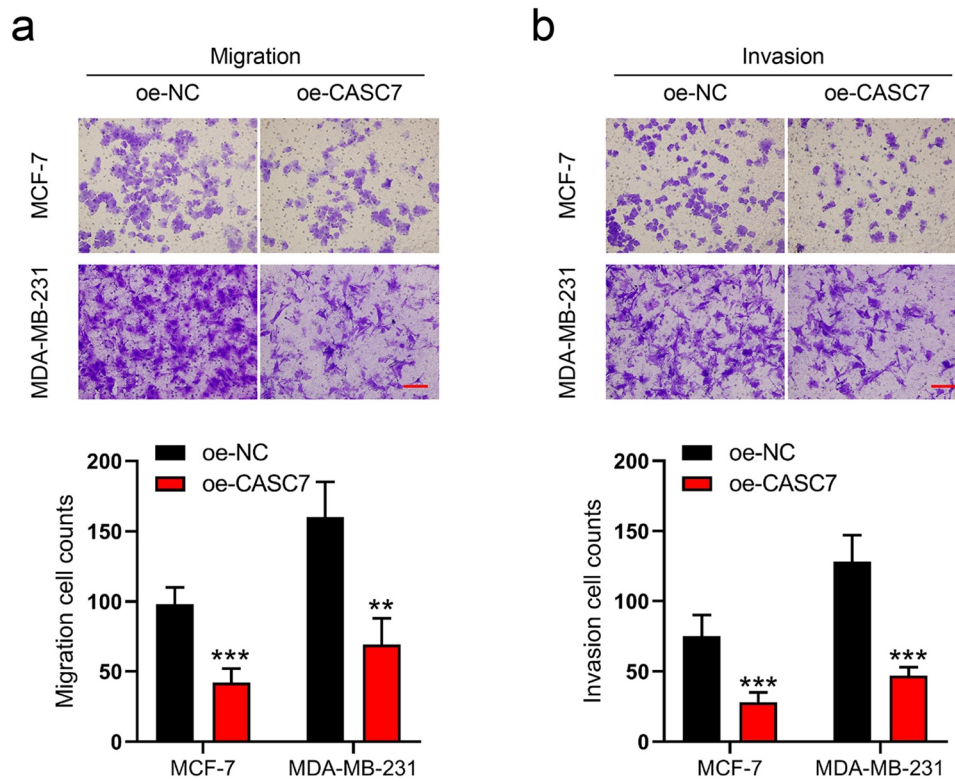 a
Migration
oe-NC oe-CASC7
MCF-7
MDA-MB-231
200
150
100
50
0
Migration cell counts
oe-NC
oe-CASC7
***
**
MCF-7 MDA-MB-231
b
Invasion
oe-NC oe-CASC7
MCF-7
MDA-MB-231
200
150
100
50
0
Invasion cell counts
oe-NC
oe-CASC7
***
***
MCF-7 MDA-MB-231